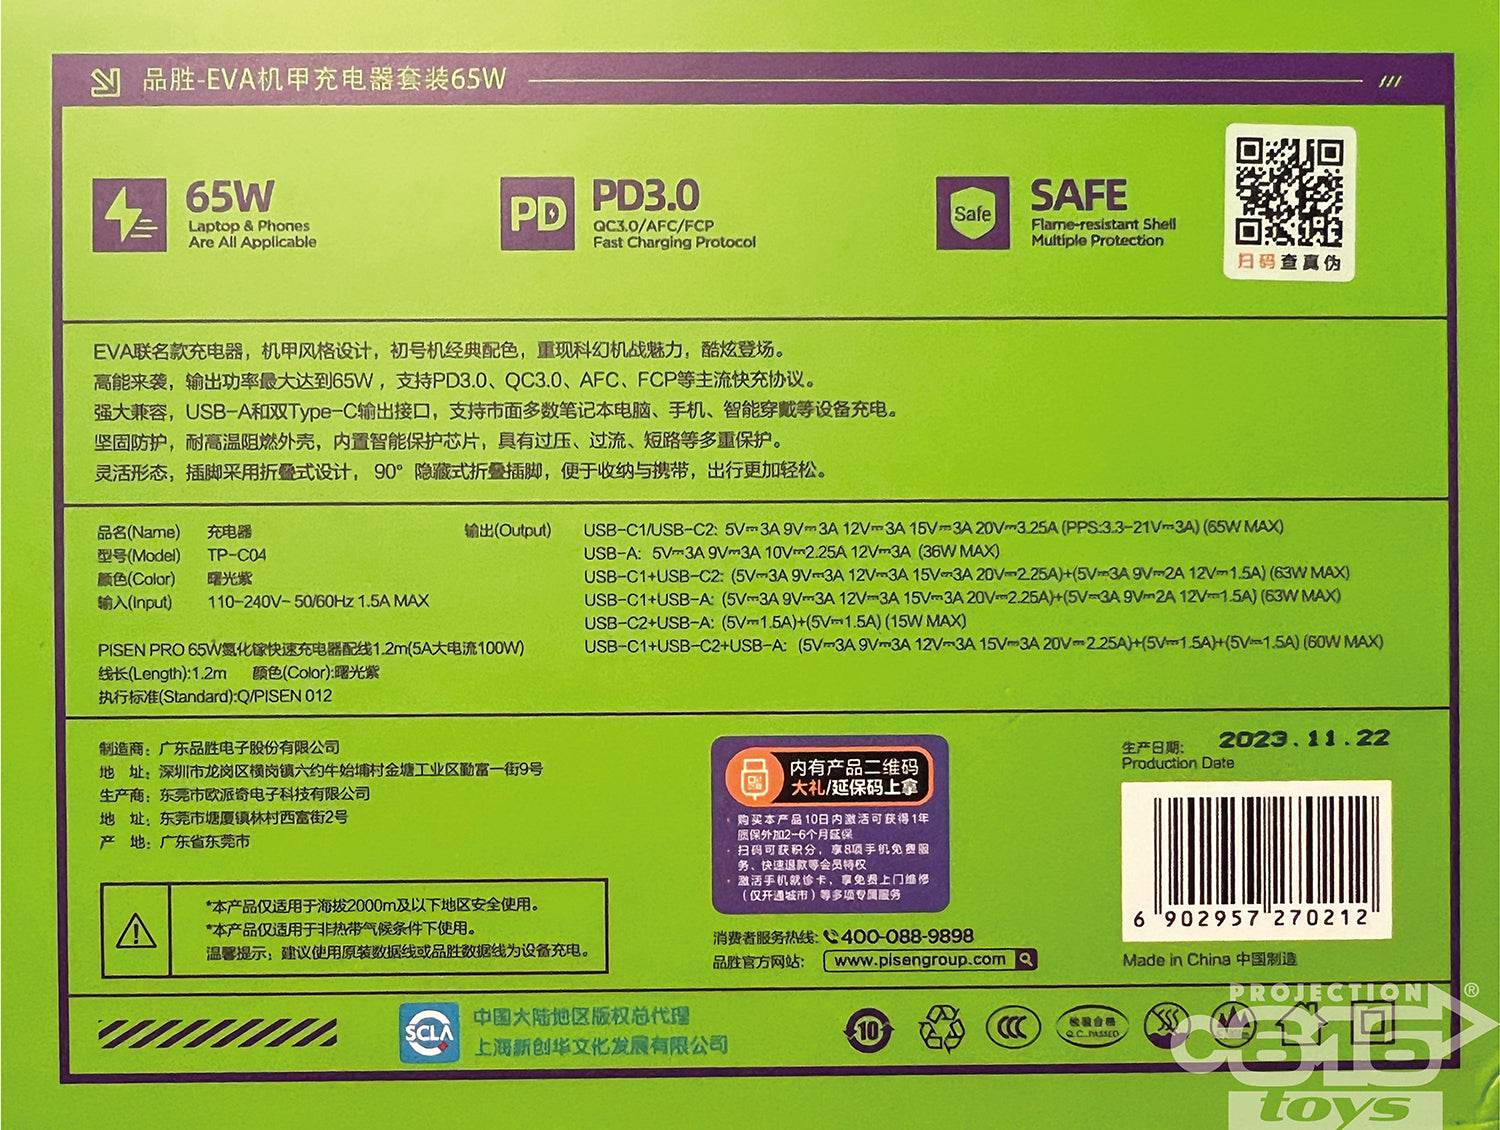 品胜-EVA机甲充电器套装65W
65W
Laptop & Phones
Are All Applicable
PD
PD3.0
QC3.0/AFC/FCP
Fast Charging Protocol
Safe
SAFE
Flame-resistant Shell
Multiple Protection
扫码查真伪
EVA联名款充电器，机甲风格设计，初号机经典配色，重现科幻机战魅力，酷炫登场。
高能来袭，输出功率最大达到65W，支持PD3.0、QC3.0、AFC、FCP等主流快充协议。
强大兼容，USB-A和双Type-C输出接口，支持市面多数笔记本电脑、手机、智能穿戴等设备充电。
坚固防护，耐高温阻燃外壳，内置智能保护芯片，具有过压、过流、短路等多重保护。
灵活形态，插脚采用折叠式设计， 90° 隐藏式折叠插脚，便于收纳与携带，出行更加轻松。
品名(Name) 充电器
型号(Model) TP-C04
颜色(Color) 曙光紫
输入(Input) 110-240V~ 50/60Hz 1.5A MAX
PISEN PRO 65W氮化镓快速充电器配线1.2m(5A大电流100W)
线长(Length):1.2m 颜色(Color):曙光紫
执行标准(Standard):Q/PISEN 012
输出(Output) USB-C1/USB-C2: 5V⎓3A 9V⎓3A 12V⎓3A 15V⎓3A 20V⎓3.25A (PPS:3.3-21V⎓3A) (65W MAX)
USB-A: 5V⎓3A 9V⎓3A 10V⎓2.25A 12V⎓3A (36W MAX)
USB-C1+USB-C2: (5V⎓3A 9V⎓3A 12V⎓3A 15V⎓3A 20V⎓2.25A)+(5V⎓3A 9V⎓2A 12V⎓1.5A) (63W MAX)
USB-C1+USB-A: (5V⎓3A 9V⎓3A 12V⎓3A 15V⎓3A 20V⎓2.25A)+(5V⎓3A 9V⎓2A 12V⎓1.5A) (63W MAX)
USB-C2+USB-A: (5V⎓1.5A)+(5V⎓1.5A) (15W MAX)
USB-C1+USB-C2+USB-A: (5V⎓3A 9V⎓3A 12V⎓3A 15V⎓3A 20V⎓2.25A)+(5V⎓1.5A)+(5V⎓1.5A) (60W MAX)
制造商：广东品胜电子股份有限公司
地 址：深圳市龙岗区横岗镇六约牛始埔村金塘工业区勤富一街9号
生产商：东莞市欧派奇电子科技有限公司
地 址：东莞市塘厦镇林村西富街2号
产 地：广东省东莞市
*本产品仅适用于海拔2000m及以下地区安全使用。
*本产品仅适用于非热带气候条件下使用。
温馨提示：建议使用原装数据线或品胜数据线为设备充电。
内有产品二维码
大礼/延保码上拿
· 购买本产品10日内激活可获得1年
质保外加2-6个月延保
· 扫码可获积分，享8项手机免费服
务、快速退款等会员特权
· 激活手机就诊卡，享免费上门维修
（仅开通城市）等多项专属服务
消费者服务热线: 400-088-9898
品胜官方网站: www.pisengroup.com
生产日期: 2023.11.22
Production Date
6 902957 270212
Made in China 中国制造
SCLA
中国大陆地区版权总代理
上海新创华文化发展有限公司
10
CCC
检验合格
Q.C.PASSED
PROJECTION
816
toys
®